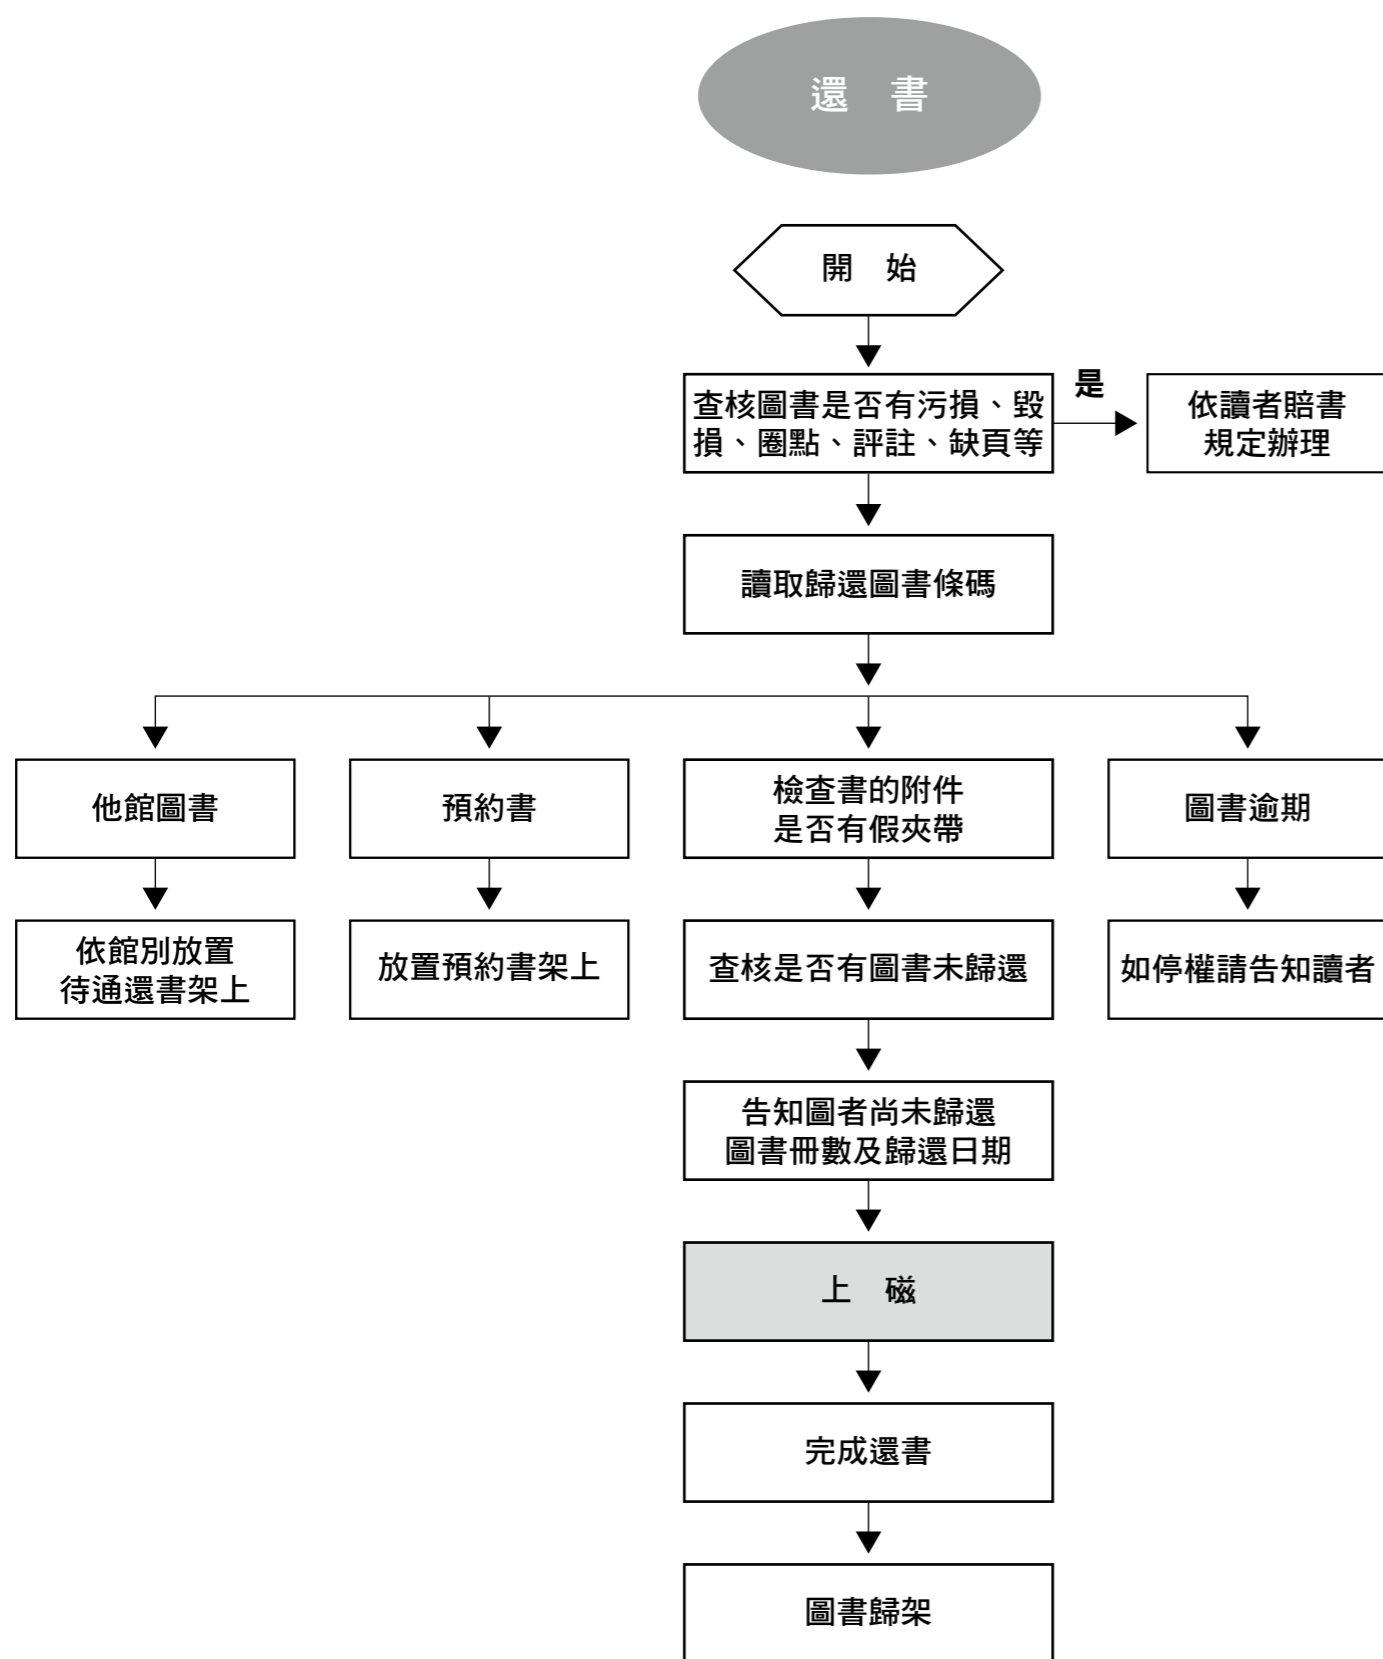 還　書
開　始
查核圖書是否有污損、毀
損、圈點、評註、缺頁等
是
依讀者賠書
規定辦理
讀取歸還圖書條碼
他館圖書
預約書
檢查書的附件
是否有假夾帶
圖書逾期
依館別放置
待通還書架上
放置預約書架上
查核是否有圖書未歸還
如停權請告知讀者
告知圖者尚未歸還
圖書冊數及歸還日期
上　磁
完成還書
圖書歸架